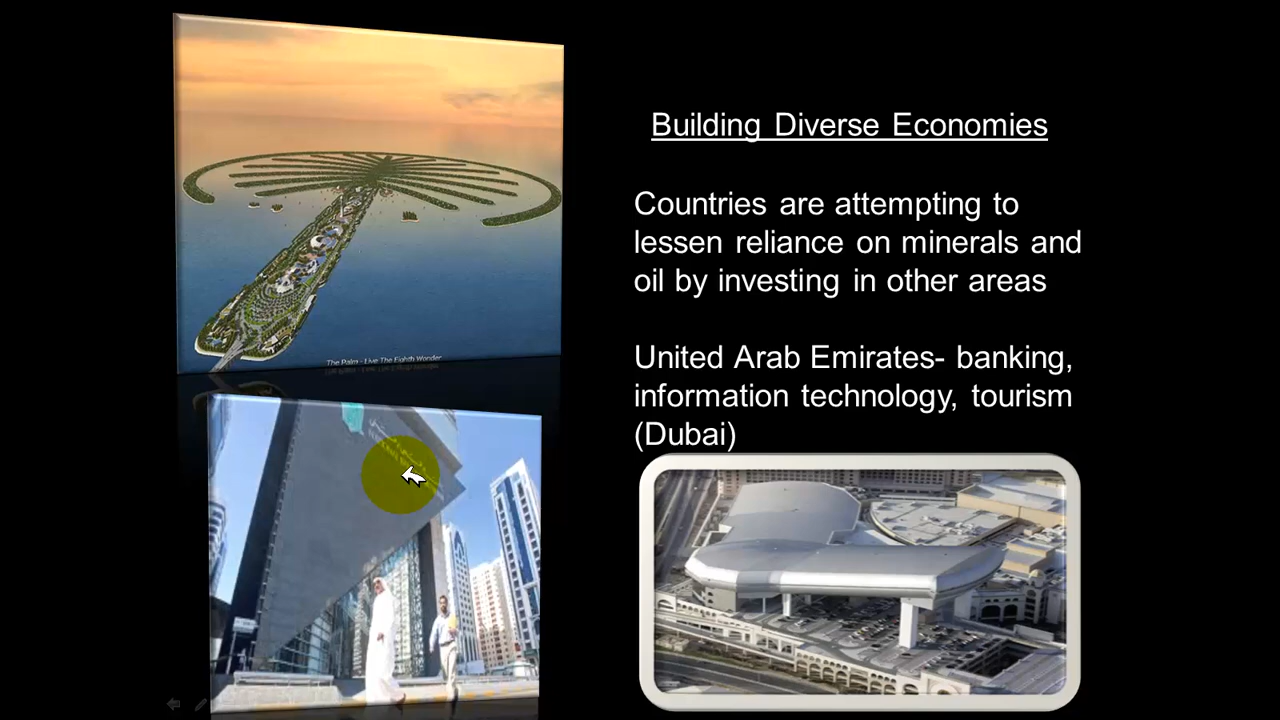 Building Diverse Economies
Countries are attempting to
lessen reliance on minerals and
oil by investing in other areas
United Arab Emirates- banking,
information technology, tourism
(Dubai)
The Palm - Live The Eighth Wonder